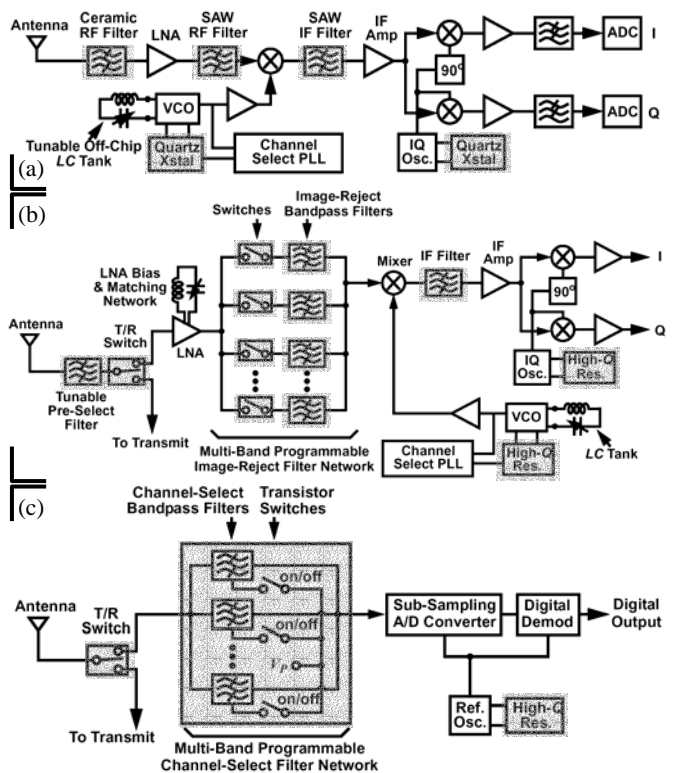 Antenna
Ceramic
RF Filter
LNA
SAW
RF Filter
SAW
IF Filter
IF
Amp
90°
ADC
I
ADC
Q
VCO
Tunable Off-Chip
LC Tank
Quartz
Xstal
Channel
Select PLL
IQ
Osc.
Quartz
Xstal
(a)
(b)
Switches
Image-Reject
Bandpass Filters
LNA Bias
& Matching
Network
Antenna
T/R
Switch
LNA
Tunable
Pre-Select
Filter
To Transmit
Multi-Band Programmable
Image-Reject Filter Network
Mixer
IF Filter
IF
Amp
90°
I
Q
IQ
Osc.
High-Q
Res.
Channel
Select PLL
VCO
High-Q
Res.
LC Tank
(c)
Channel-Select
Bandpass Filters
Transistor
Switches
Antenna
T/R
Switch
To Transmit
on/off
on/off
VP
on/off
Multi-Band Programmable
Channel-Select Filter Network
Sub-Sampling
A/D Converter
Digital
Demod
Digital
Output
Ref.
Osc.
High-Q
Res.